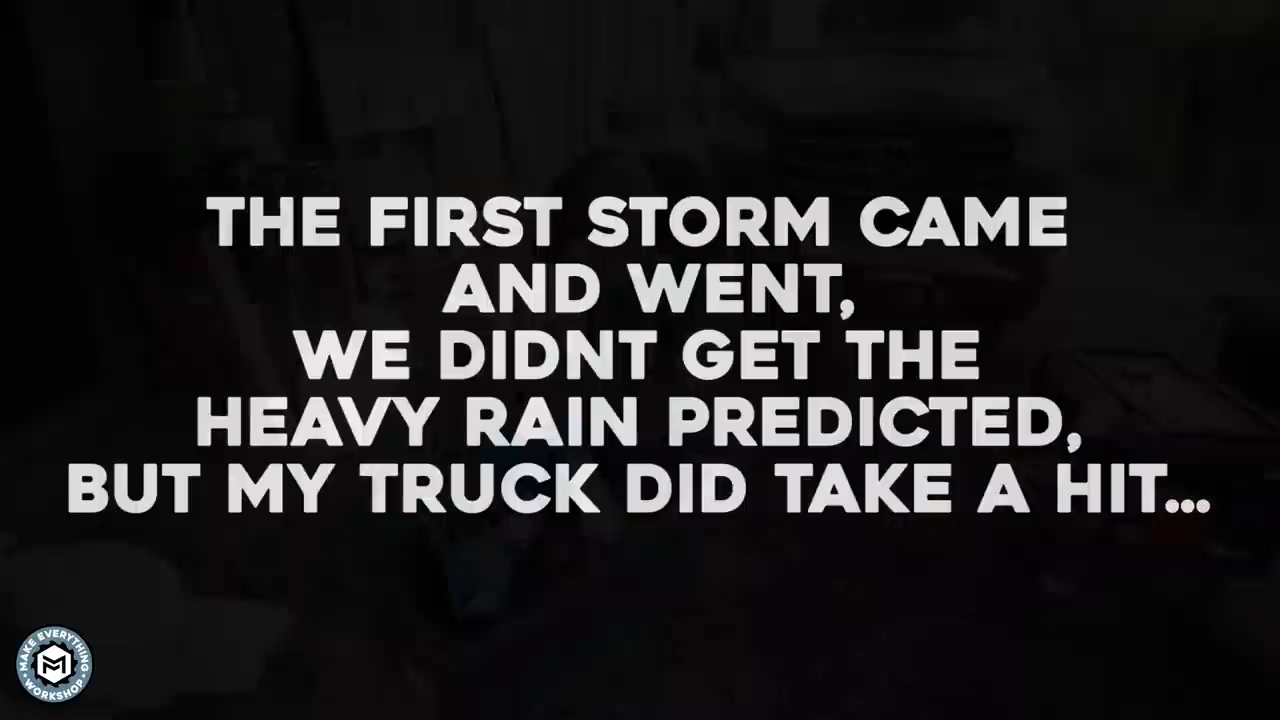 THE FIRST STORM CAME
AND WENT,
WE DIDNT GET THE
HEAVY RAIN PREDICTED,
BUT MY TRUCK DID TAKE A HIT...
MAKE EVERYTHING
WORKSHOP